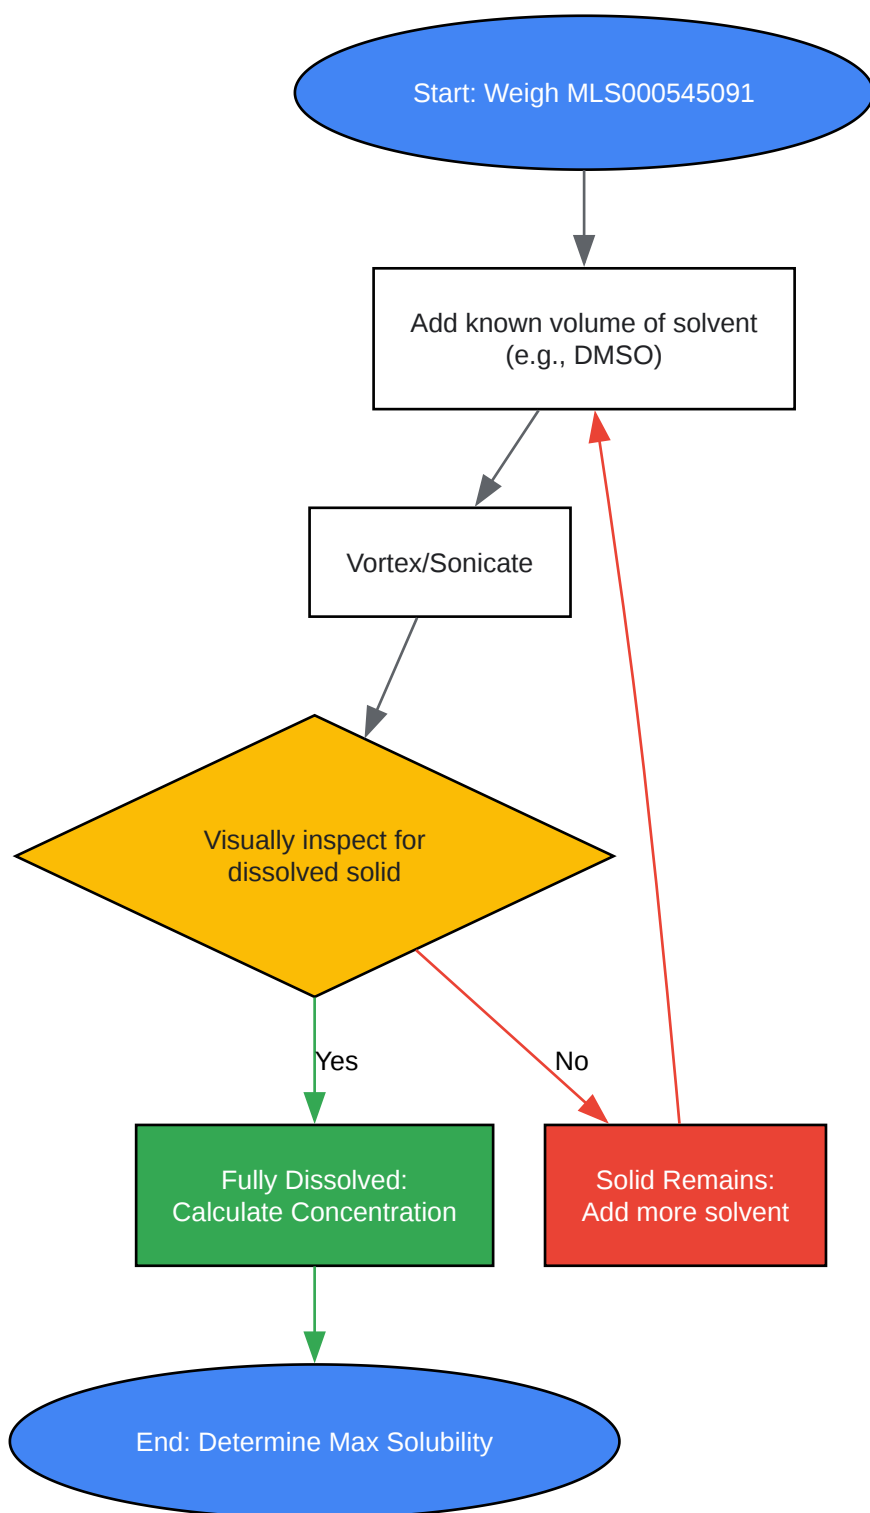 Start: Weigh MLS000545091
Add known volume of solvent
(e.g., DMSO)
Vortex/Sonicate
Visually inspect for
dissolved solid
Yes
No
Fully Dissolved:
Calculate Concentration
Solid Remains:
Add more solvent
End: Determine Max Solubility